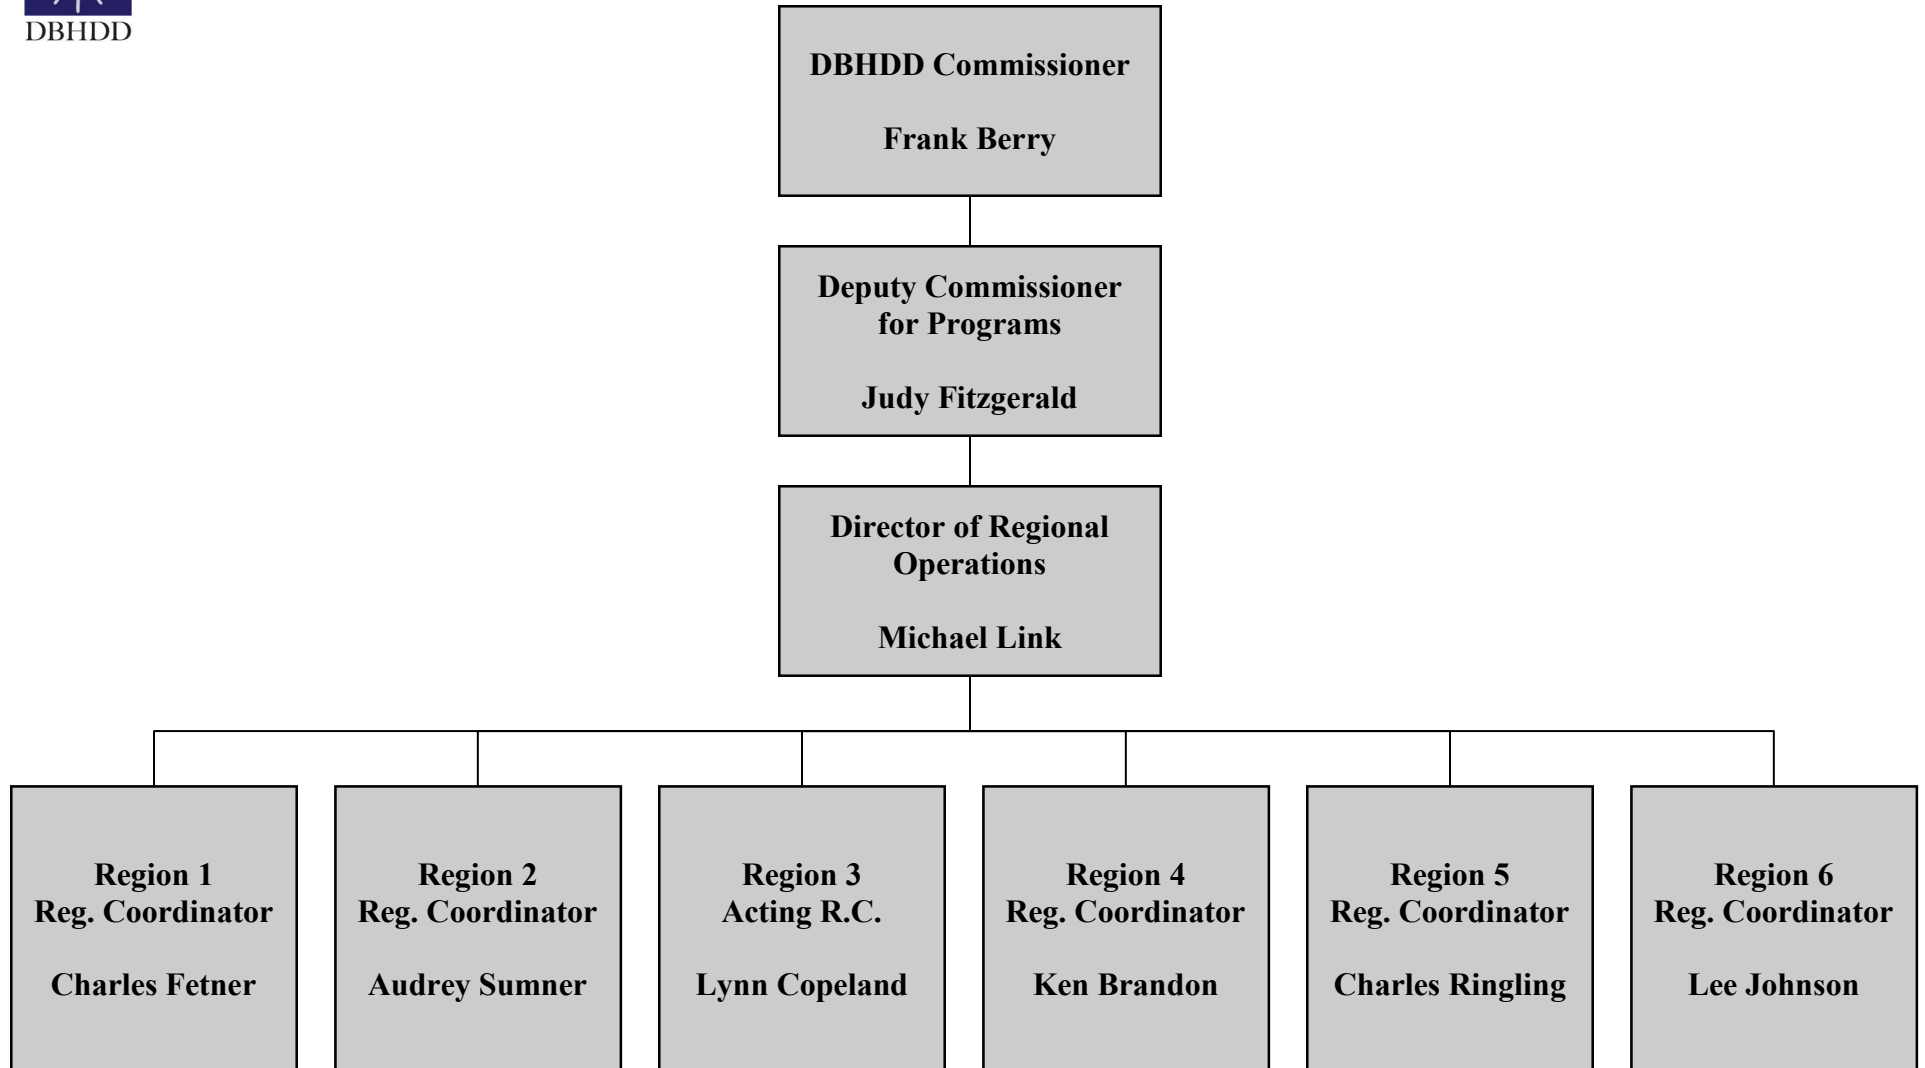 DBHDD
DBHDD Commissioner
Frank Berry
Deputy Commissioner
for Programs
Judy Fitzgerald
Director of Regional
Operations
Michael Link
Region 1
Reg. Coordinator
Charles Fetner
Region 2
Reg. Coordinator
Audrey Sumner
Region 3
Acting R.C.
Lynn Copeland
Region 4
Reg. Coordinator
Ken Brandon
Region 5
Reg. Coordinator
Charles Ringling
Region 6
Reg. Coordinator
Lee Johnson